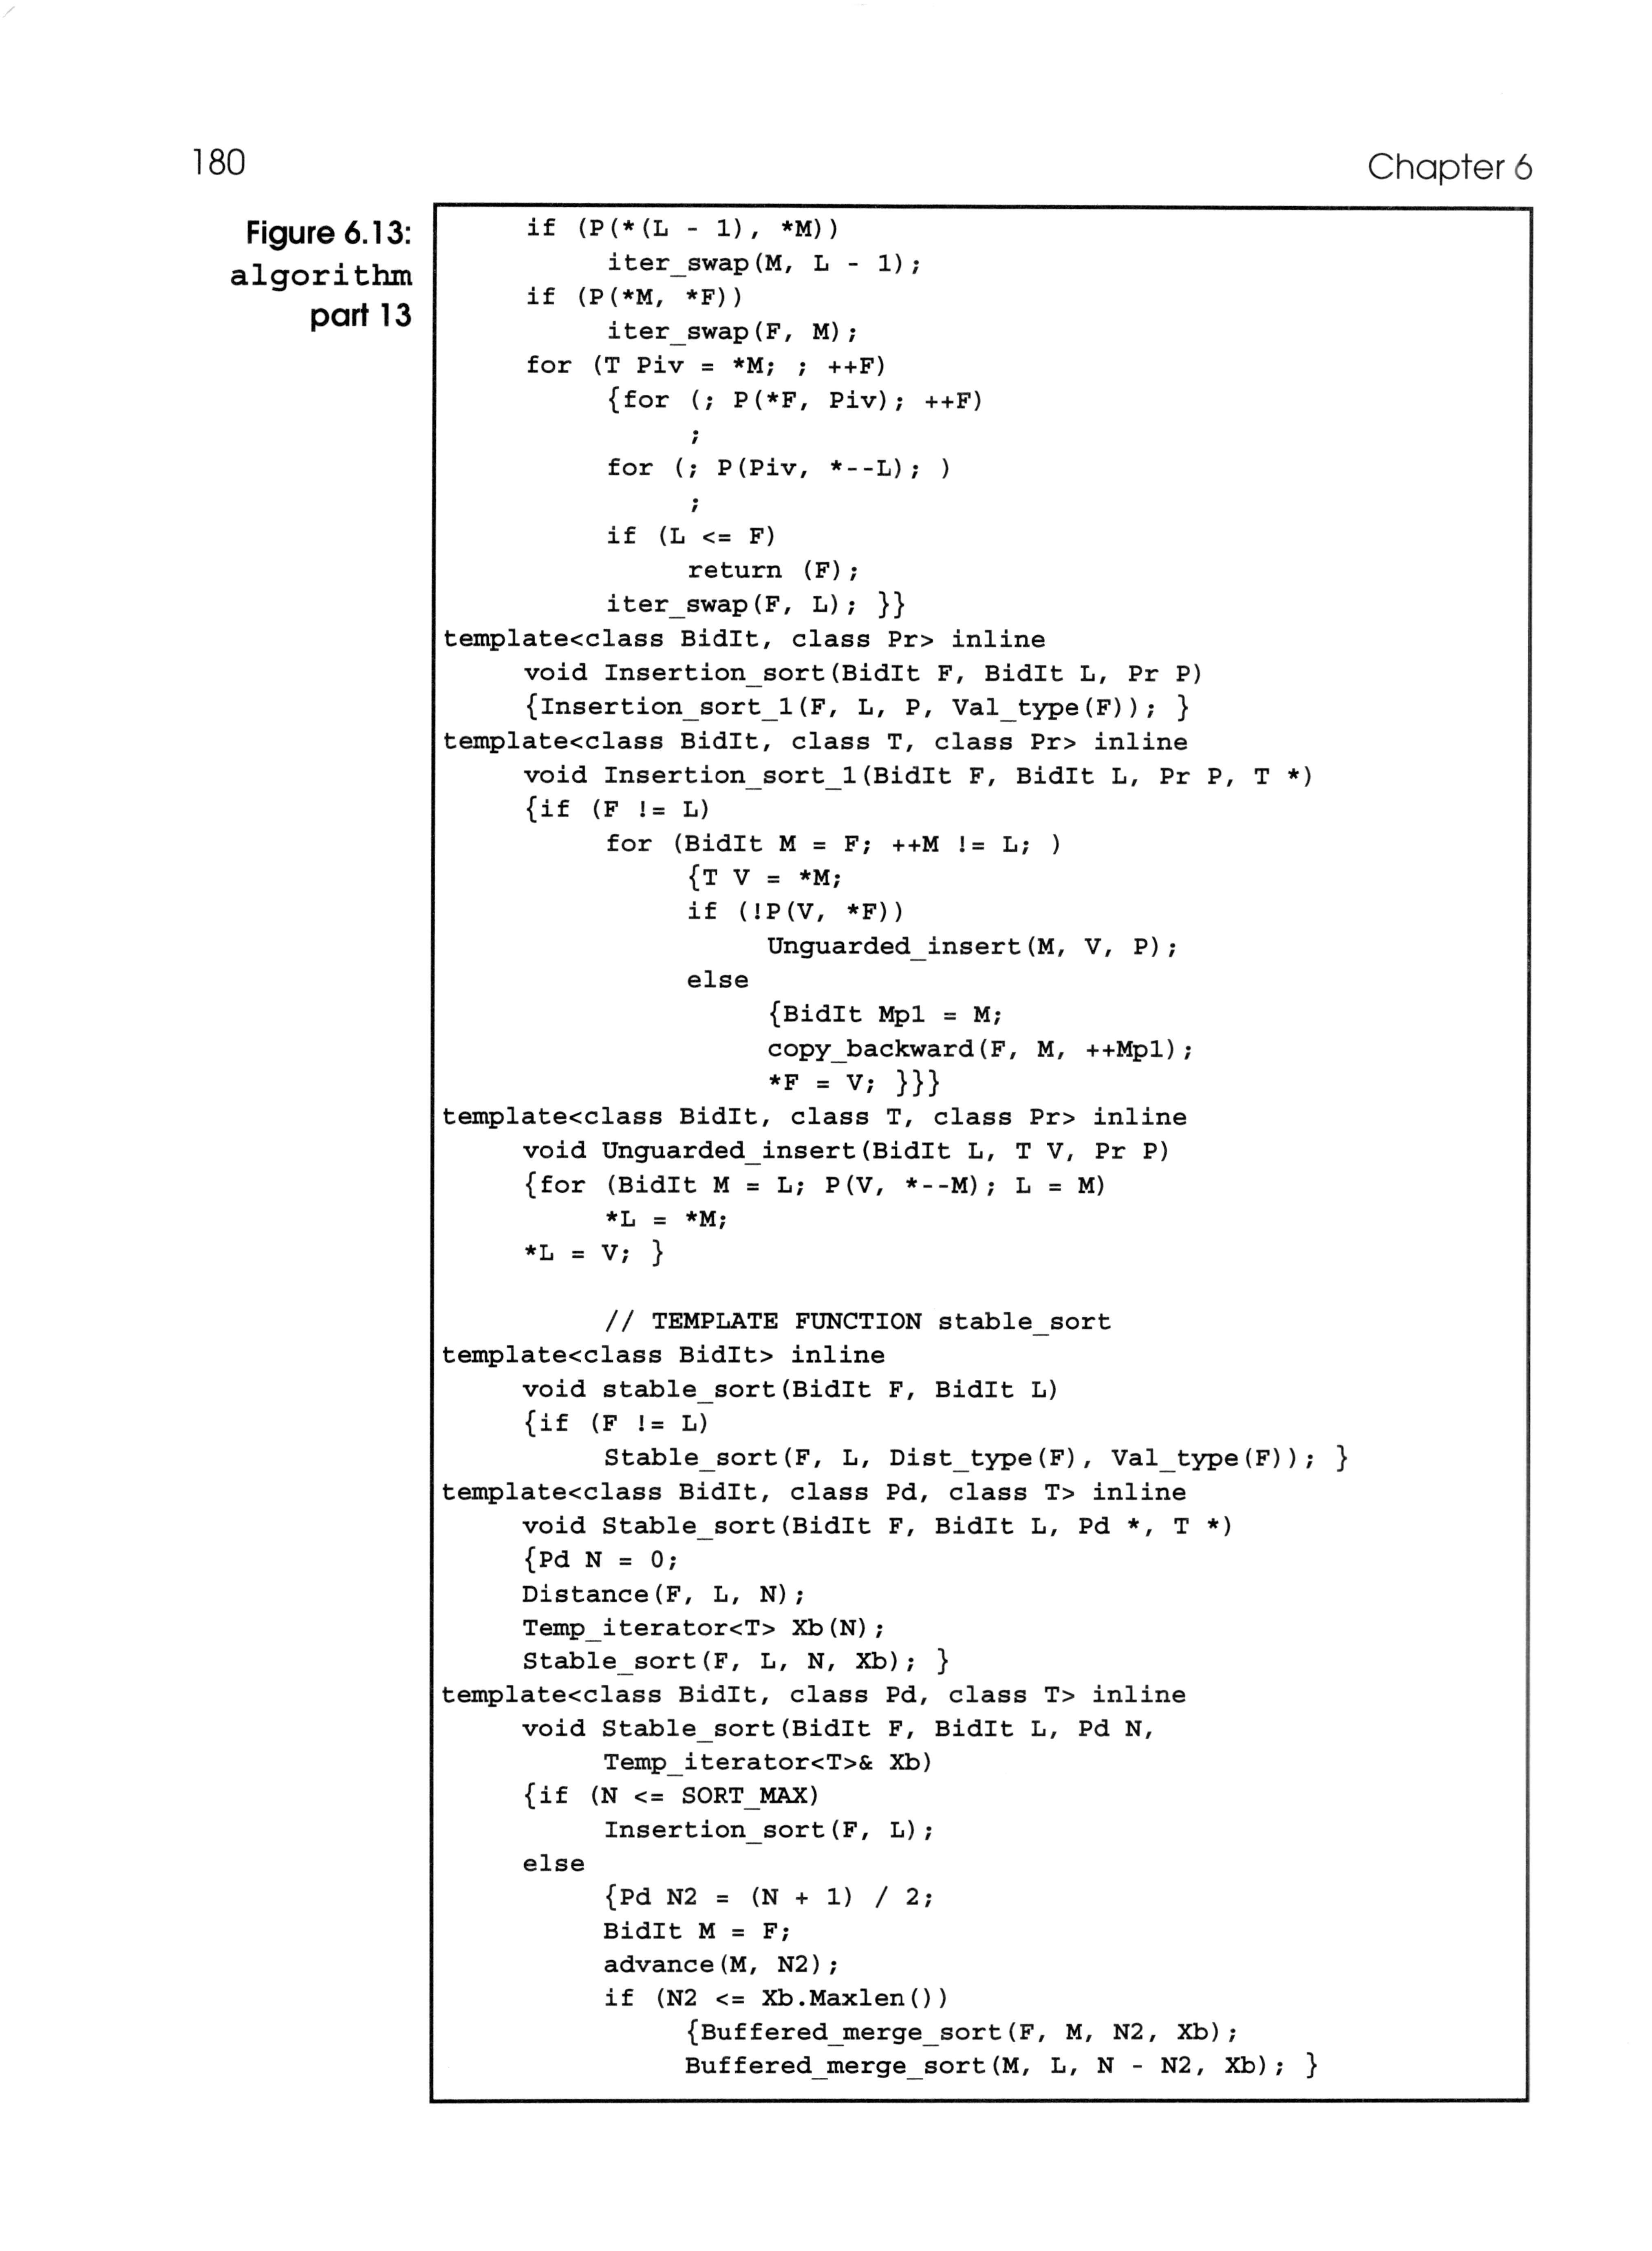 180
Chapter 6
Figure 6.13:
algorithm
part 13
if (P(*(L - 1), *M))
iter_swap(M, L - 1);
if (P(*M, *F))
iter_swap(F, M);
for (T Piv = *M; ; ++F)
{for (; P(*F, Piv); ++F)
;
for (; P(Piv, *--L); )
;
if (L <= F)
return (F);
iter_swap(F, L); }}
template<class BidIt, class Pr> inline
void Insertion_sort(BidIt F, BidIt L, Pr P)
{Insertion_sort_1(F, L, P, Val_type(F)); }
template<class BidIt, class T, class Pr> inline
void Insertion_sort_1(BidIt F, BidIt L, Pr P, T *)
{if (F != L)
for (BidIt M = F; ++M != L; )
{T V = *M;
if (!P(V, *F))
Unguarded_insert(M, V, P);
else
{BidIt Mp1 = M;
copy_backward(F, M, ++Mp1);
*F = V; }}}
template<class BidIt, class T, class Pr> inline
void Unguarded_insert(BidIt L, T V, Pr P)
{for (BidIt M = L; P(V, *--M); L = M)
*L = *M;
*L = V; }
// TEMPLATE FUNCTION stable_sort
template<class BidIt> inline
void stable_sort(BidIt F, BidIt L)
{if (F != L)
Stable_sort(F, L, Dist_type(F), Val_type(F)); }
template<class BidIt, class Pd, class T> inline
void Stable_sort(BidIt F, BidIt L, Pd *, T *)
{Pd N = 0;
Distance(F, L, N);
Temp_iterator<T> Xb(N);
Stable_sort(F, L, N, Xb); }
template<class BidIt, class Pd, class T> inline
void Stable_sort(BidIt F, BidIt L, Pd N,
Temp_iterator<T>& Xb)
{if (N <= SORT_MAX)
Insertion_sort(F, L);
else
{Pd N2 = (N + 1) / 2;
BidIt M = F;
advance(M, N2);
if (N2 <= Xb.Maxlen())
{Buffered_merge_sort(F, M, N2, Xb);
Buffered_merge_sort(M, L, N - N2, Xb); }